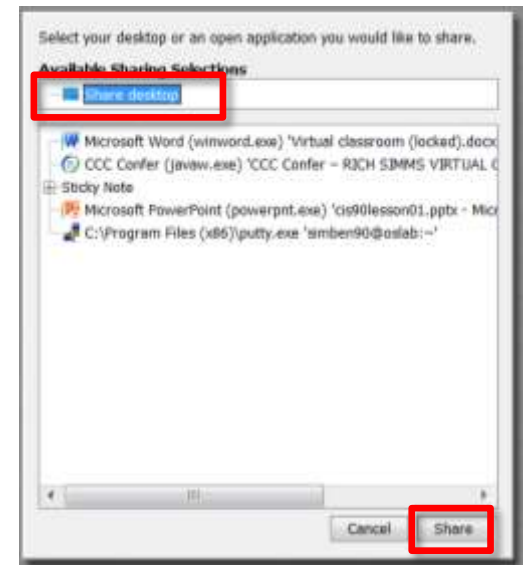 Select your desktop or an open application you would like to share.
Available Sharing Selections
Share desktop
Microsoft Word (winword.exe) 'Virtual classroom (locked).docx
CCC Confer (javaw.exe) 'CCC Confer – RICH SIMMS VIRTUAL C
Sticky Note
Microsoft PowerPoint (powerpnt.exe) 'cis90lesson01.pptx - Micr
C:\Program Files (x86)\putty.exe 'simben90@oslab:~'
Cancel Share